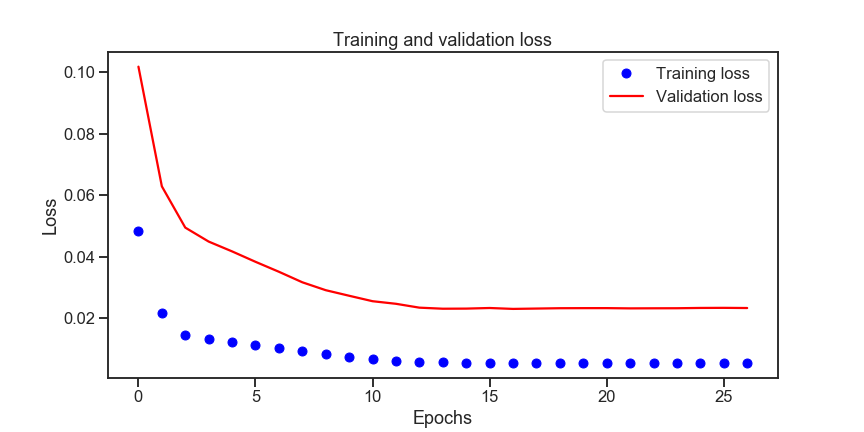 Training and validation loss
Training loss
Validation loss
0.10
0.08
0.06
0.04
0.02
Loss
0 5 10 15 20 25
Epochs